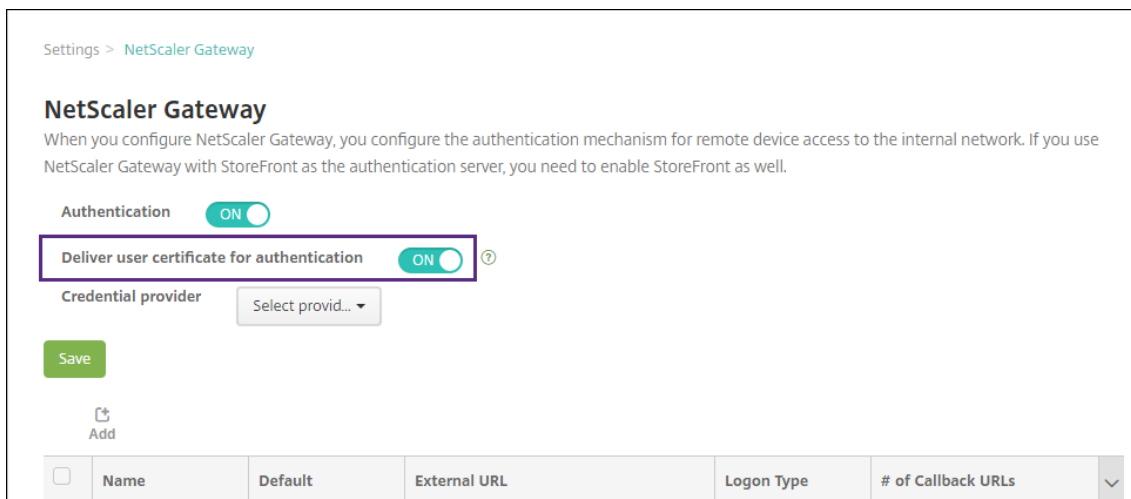 Settings > NetScaler Gateway
NetScaler Gateway
When you configure NetScaler Gateway, you configure the authentication mechanism for remote device access to the internal network. If you use
NetScaler Gateway with StoreFront as the authentication server, you need to enable StoreFront as well.
Authentication ON
Deliver user certificate for authentication ON ?
Credential provider Select provid...
Save
Add
Name Default External URL Logon Type # of Callback URLs